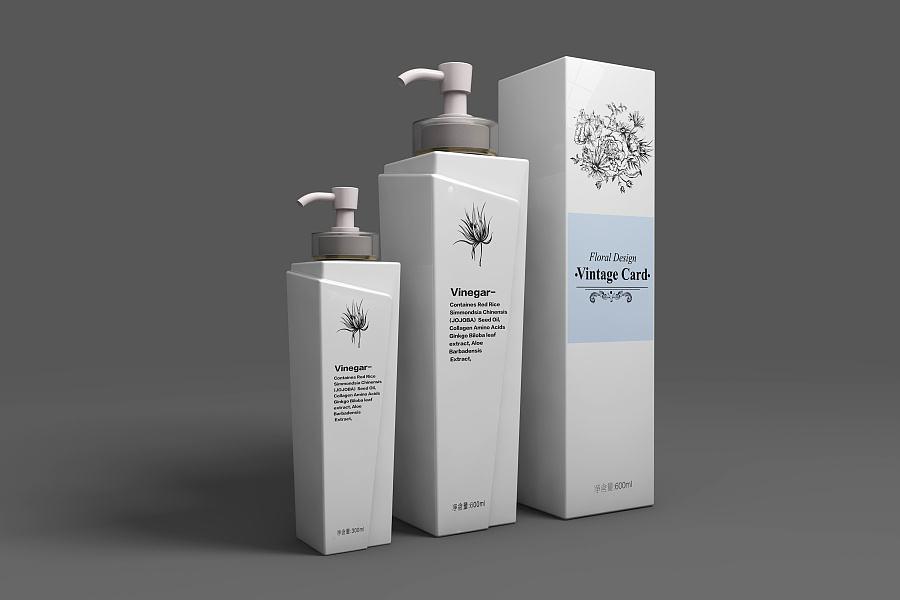 Vinegar–
Containes Red Rice
Simmondsia Chinensis
(JOJOBA) Seed Oil,
Collagen Amino Acids
Ginkgo Biloba leaf
extract, Aloe
Barbadensis
Extract,
净含量:300ml
Vinegar–
Containes Red Rice
Simmondsia Chinensis
(JOJOBA) Seed Oil,
Collagen Amino Acids
Ginkgo Biloba leaf
extract, Aloe
Barbadensis
Extract,
净含量:600ml
Floral Design
·Vintage Card·
净含量:600ml